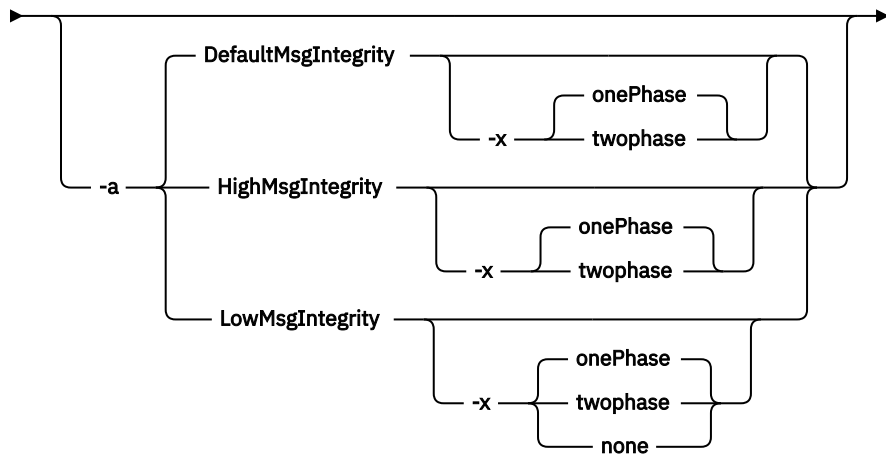 DefaultMsgIntegrity
onePhase
-x twophase
-a HighMsgIntegrity
onePhase
-x twophase
LowMsgIntegrity
onePhase
-x twophase
none